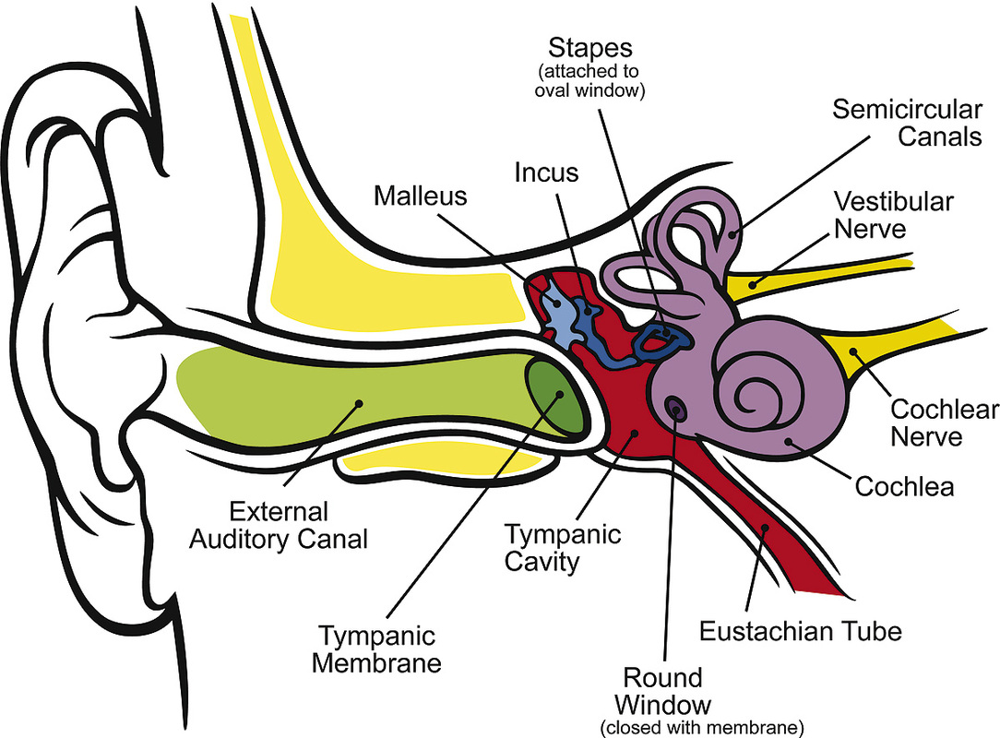 Stapes
(attached to
oval window)
Semicircular
Canals
Incus
Malleus
Vestibular
Nerve
Cochlear
Nerve
Cochlea
External
Auditory Canal
Tympanic
Cavity
Eustachian Tube
Tympanic
Membrane
Round
Window
(closed with membrane)